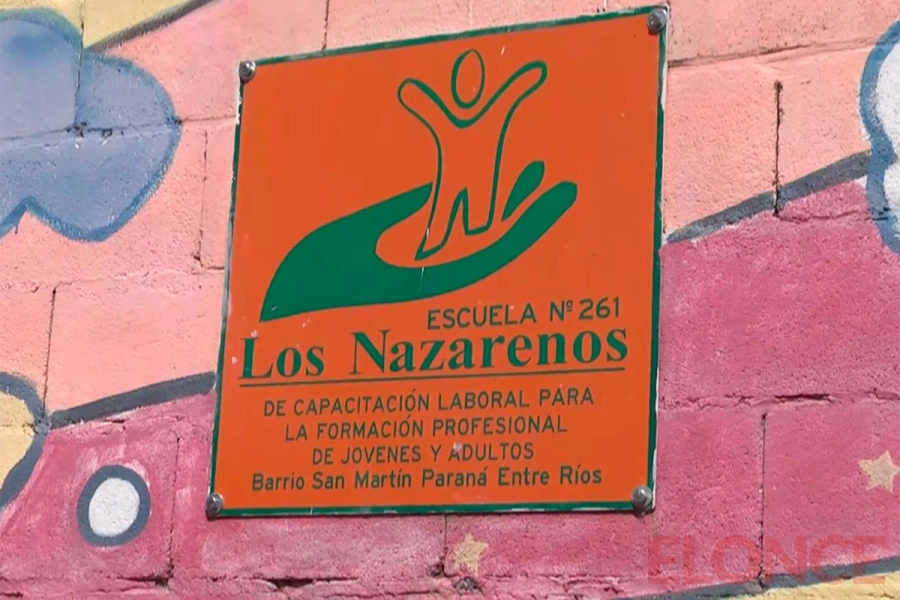 ESCUELA Nº 261
Los Nazarenos
DE CAPACITACIÓN LABORAL PARA
LA FORMACIÓN PROFESIONAL
DE JOVENES Y ADULTOS
Barrio San Martín Paraná Entre Ríos
ELONCE